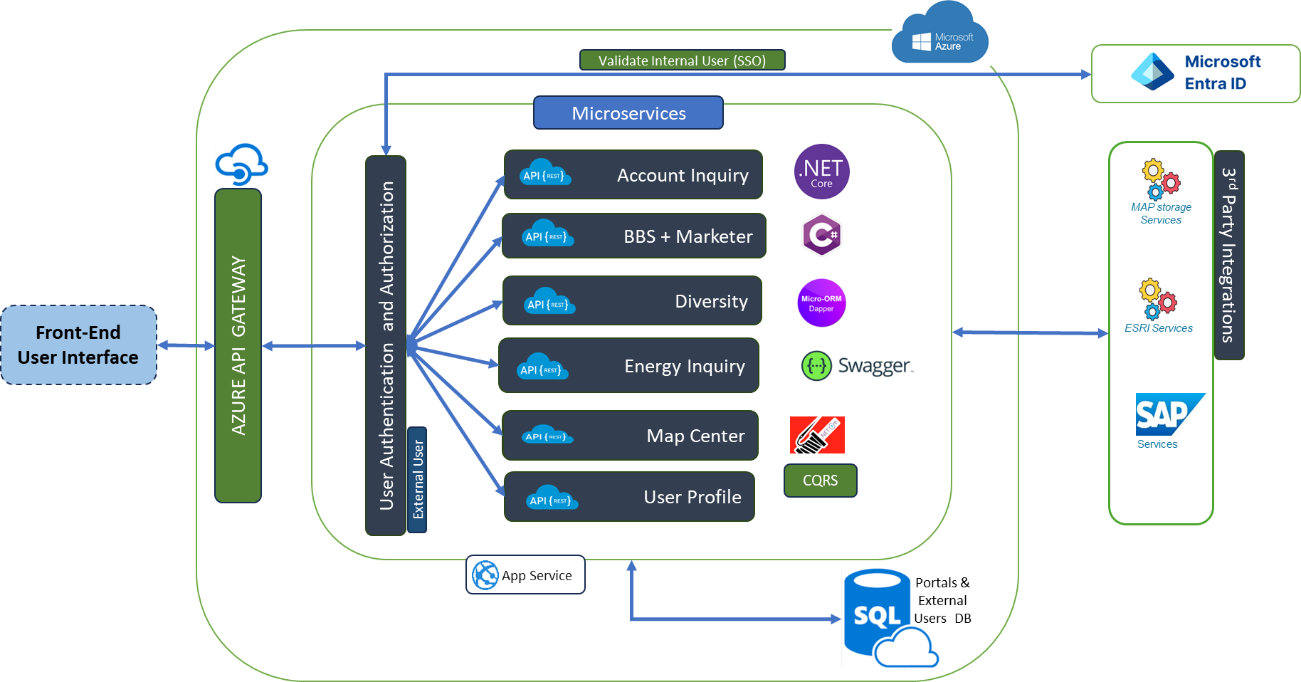 Microsoft
Azure
Validate Internal User (SSO)
Microsoft
Entra ID
Microservices
API {REST}
Account Inquiry
.NET
Core
API {REST}
BBS + Marketer
C#
API {REST}
Diversity
Micro-ORM
Dapper
API {REST}
Energy Inquiry
{··}
Swagger
API {REST}
Map Center
CQRS
API {REST}
User Profile
Front-End
User Interface
AZURE API GATEWAY
User Authentication and Authorization
External User
App Service
SQL
Portals &
External
Users DB
MAP storage
Services
ESRI Services
SAP
Services
3rd Party Integrations